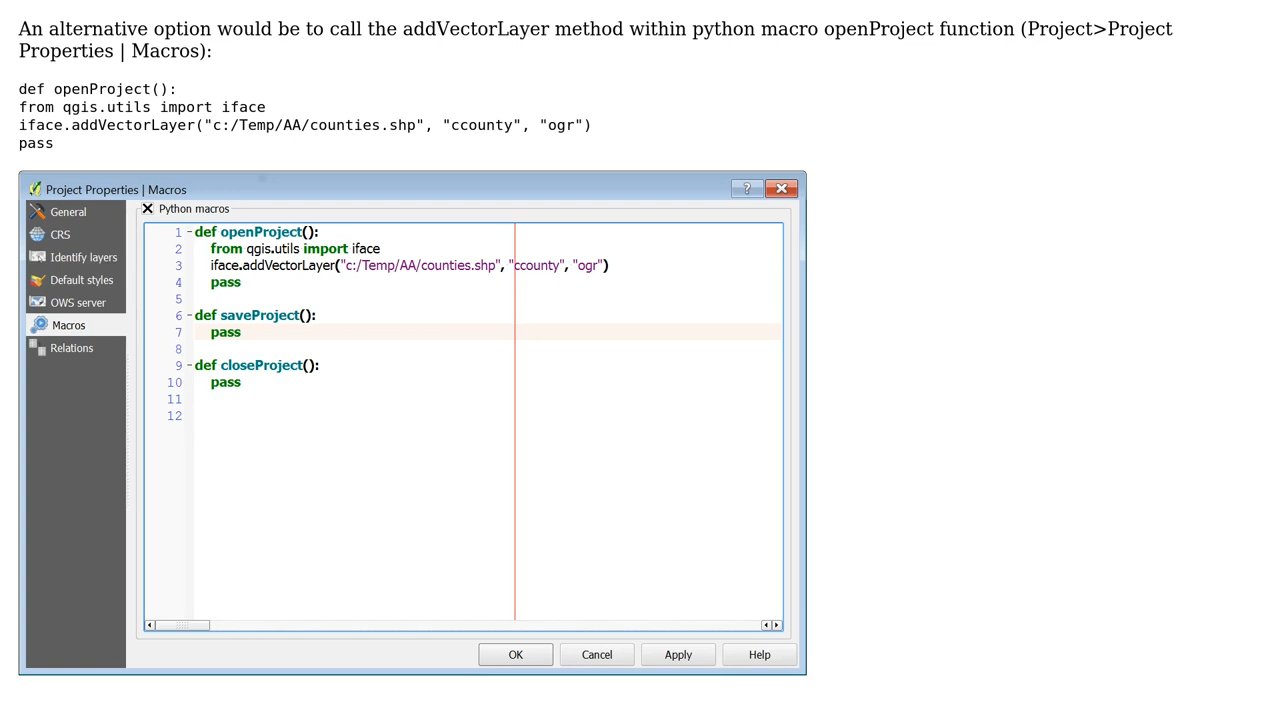 An alternative option would be to call the addVectorLayer method within python macro openProject function (Project>Project
Properties | Macros):
def openProject():
from qgis.utils import iface
iface.addVectorLayer("c:/Temp/AA/counties.shp", "ccounty", "ogr")
pass
Project Properties | Macros
?
General
CRS
Identify layers
Default styles
OWS server
Macros
Relations
Python macros
1 def openProject():
2 from qgis.utils import iface
3 iface.addVectorLayer("c:/Temp/AA/counties.shp", "ccounty", "ogr")
4 pass
5
6 def saveProject():
7 pass
8
9 def closeProject():
10 pass
11
12
OK Cancel Apply Help